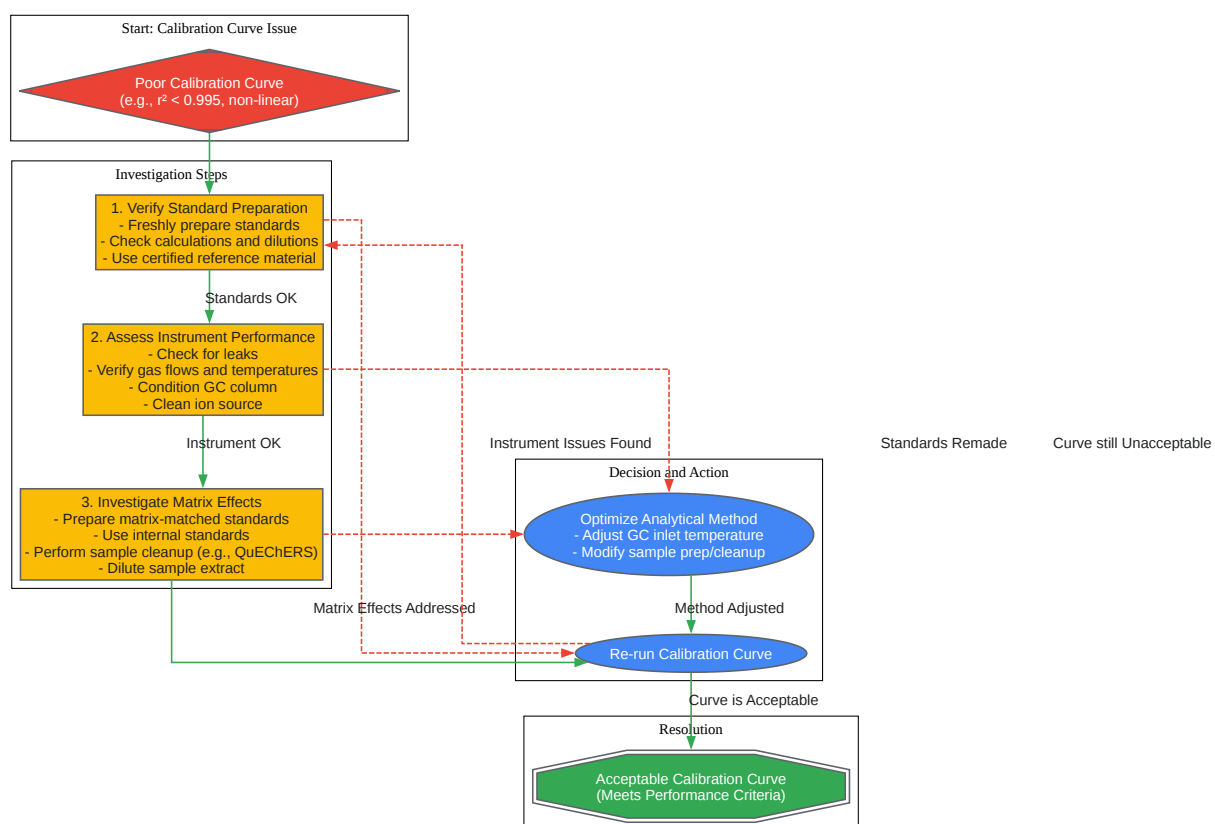 Start: Calibration Curve Issue
Poor Calibration Curve
(e.g., r² < 0.995, non-linear)
Investigation Steps
1. Verify Standard Preparation
- Freshly prepare standards
- Check calculations and dilutions
- Use certified reference material
Standards OK
2. Assess Instrument Performance
- Check for leaks
- Verify gas flows and temperatures
- Condition GC column
- Clean ion source
Instrument OK
Instrument Issues Found
Standards Remade
Curve still Unacceptable
3. Investigate Matrix Effects
- Prepare matrix-matched standards
- Use internal standards
- Perform sample cleanup (e.g., QuEChERS)
- Dilute sample extract
Decision and Action
Optimize Analytical Method
- Adjust GC inlet temperature
- Modify sample prep/cleanup
Matrix Effects Addressed
Method Adjusted
Re-run Calibration Curve
Curve is Acceptable
Resolution
Acceptable Calibration Curve
(Meets Performance Criteria)